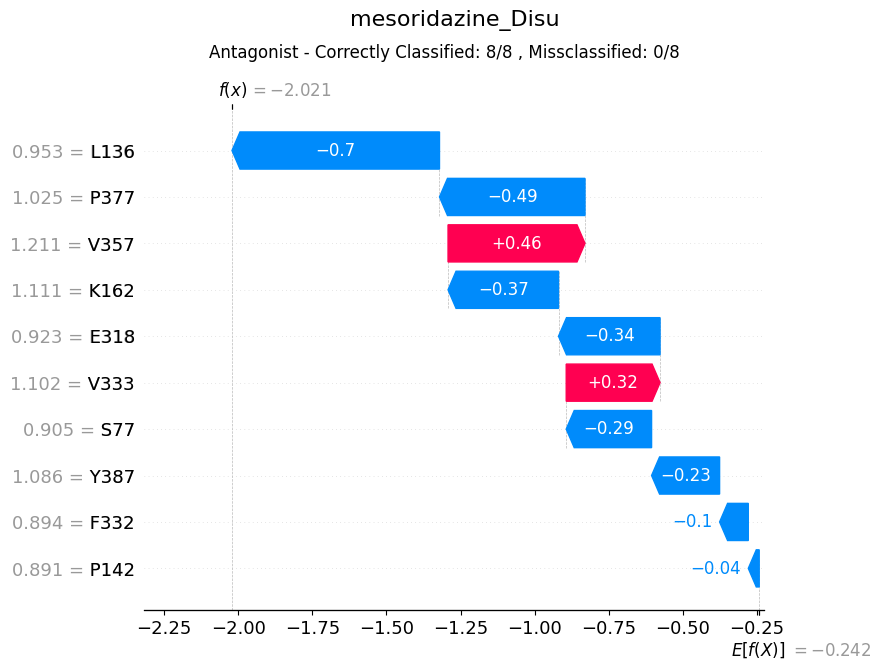 mesoridazine_Disu
Antagonist - Correctly Classified: 8/8 , Missclassified: 0/8
f(x) = −2.021
0.953 = L136 −0.7
1.025 = P377 −0.49
1.211 = V357 +0.46
1.111 = K162 −0.37
0.923 = E318 −0.34
1.102 = V333 +0.32
0.905 = S77 −0.29
1.086 = Y387 −0.23
0.894 = F332 −0.1
0.891 = P142 −0.04
−2.25 −2.00 −1.75 −1.50 −1.25 −1.00 −0.75 −0.50 −0.25
E[f(X)] = −0.242